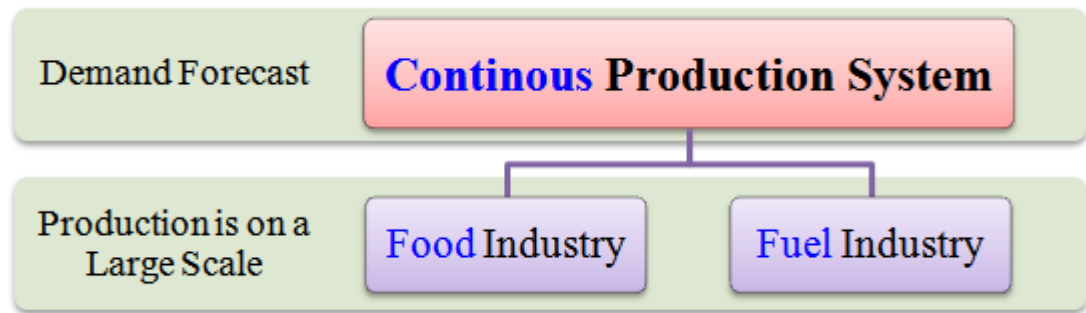 Demand Forecast
Continous Production System
Production is on a
Large Scale
Food Industry
Fuel Industry